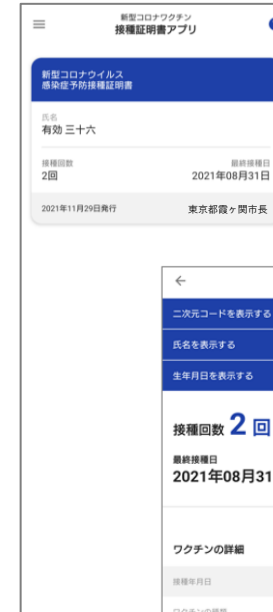 新型コロナワクチン
接種証明書アプリ
新型コロナウイルス
感染症予防接種証明書
氏名
有効 三十六
接種回数
最終接種日
2回
2021年08月31日
2021年11月29日発行
東京都霞ヶ関市長
二次元コードを表示する
氏名を表示する
生年月日を表示する
接種回数 2 回
最終接種日
2021年08月31
ワクチンの詳細
接種年月日
ワクチンの種類